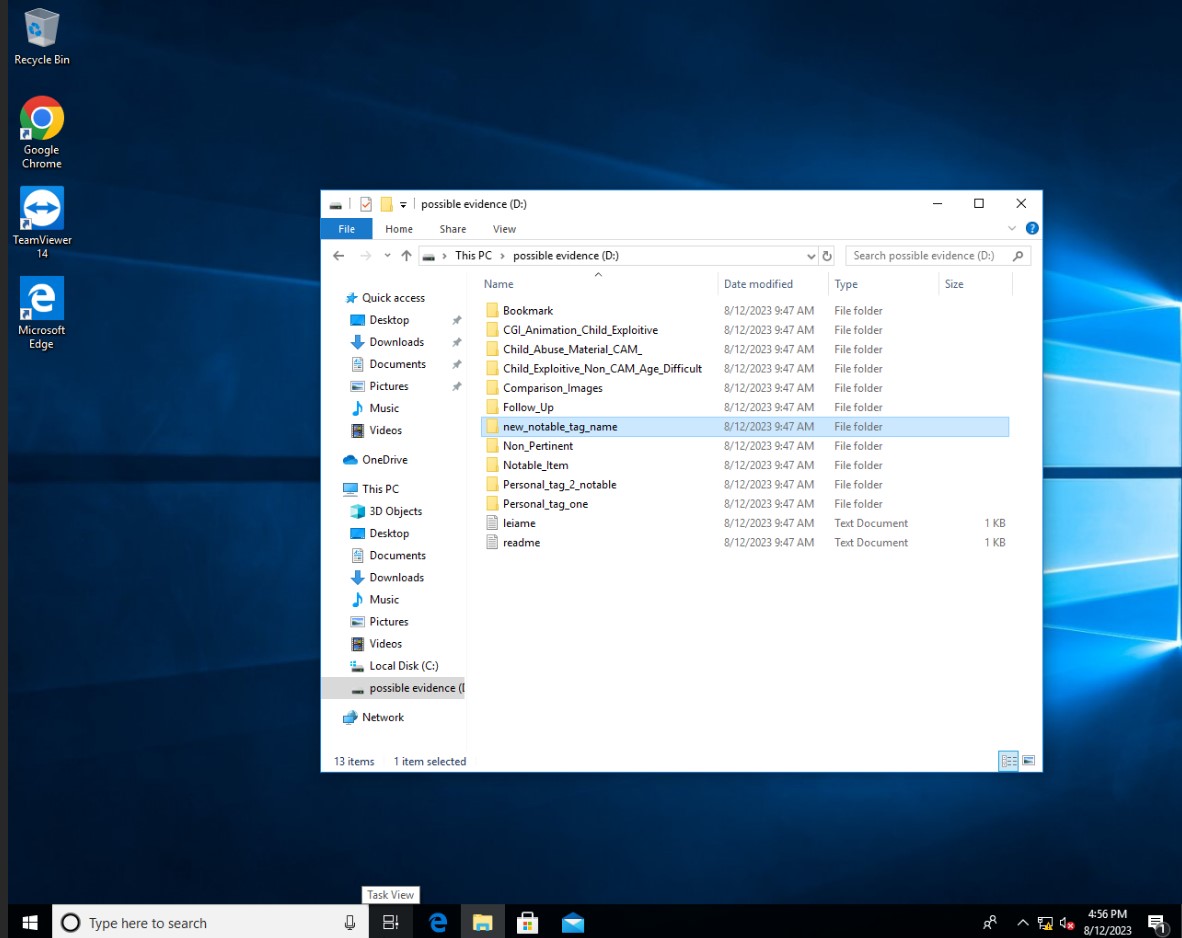 Recycle Bin
Google
Chrome
TeamViewer
14
Microsoft
Edge
possible evidence (D:)
File Home Share View
This PC › possible evidence (D:)
Search possible evidence (D:)
Name Date modified Type Size
Quick access
Desktop
Downloads
Documents
Pictures
Music
Videos
OneDrive
This PC
3D Objects
Desktop
Documents
Downloads
Music
Pictures
Videos
Local Disk (C:)
possible evidence (
Network
Bookmark 8/12/2023 9:47 AM File folder
CGI_Animation_Child_Exploitive 8/12/2023 9:47 AM File folder
Child_Abuse_Material_CAM_ 8/12/2023 9:47 AM File folder
Child_Exploitive_Non_CAM_Age_Difficult 8/12/2023 9:47 AM File folder
Comparison_Images 8/12/2023 9:47 AM File folder
Follow_Up 8/12/2023 9:47 AM File folder
new_notable_tag_name 8/12/2023 9:47 AM File folder
Non_Pertinent 8/12/2023 9:47 AM File folder
Notable_Item 8/12/2023 9:47 AM File folder
Personal_tag_2_notable 8/12/2023 9:47 AM File folder
Personal_tag_one 8/12/2023 9:47 AM File folder
leiame 8/12/2023 9:47 AM Text Document 1 KB
readme 8/12/2023 9:47 AM Text Document 1 KB
13 items 1 item selected
Task View
Type here to search
4:56 PM
8/12/2023
1